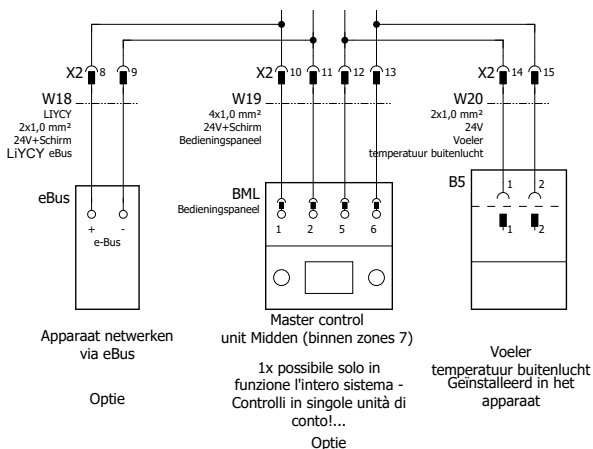 X2 8 9
X2 10 11 12 13
X2 14 15
W18
LIYCY
2x1,0 mm²
24V+Schirm
LiYCY eBus
W19
4x1,0 mm²
24V+Schirm
Bedieningspaneel
W20
2x1,0 mm²
24V
Voeler
temperatuur buitenlucht
eBus
+ -
e-Bus
BML
Bedieningspaneel
1 2 5 6
B5
1 2
1 2
Apparaat netwerken
via eBus
Optie
Master control
unit Midden (binnen zones 7)
1x possibile solo in
funzione l'intero sistema -
Controlli in singole unità di
conto!...
Optie
Voeler
temperatuur buitenlucht
Geïnstalleerd in het
apparaat